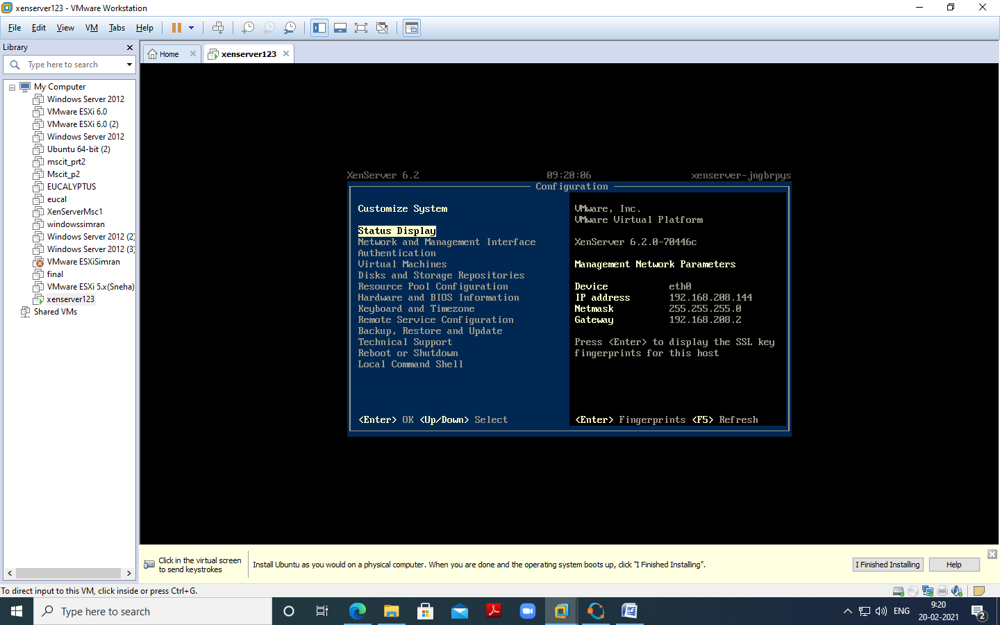 xenserver123 - VMware Workstation
File Edit View VM Tabs Help
Library
Type here to search
My Computer
Windows Server 2012
VMware ESXi 6.0
VMware ESXi 6.0 (2)
Windows Server 2012
Ubuntu 64-bit (2)
mscit_prt2
Mscit_p2
EUCALYPTUS
eucal
XenServerMsc1
windowssimran
Windows Server 2012 (2)
Windows Server 2012 (3)
VMware ESXiSimran
final
VMware ESXi 5.x(Sneha)
xenserver123
Shared VMs
Home
xenserver123
XenServer 6.2 09:20:06 xenserver-jngbrpys
Configuration
Customize System
Status Display
Network and Management Interface
Authentication
Virtual Machines
Disks and Storage Repositories
Resource Pool Configuration
Hardware and BIOS Information
Keyboard and Timezone
Remote Service Configuration
Backup, Restore and Update
Technical Support
Reboot or Shutdown
Local Command Shell
<Enter> OK <Up/Down> Select
VMware, Inc.
VMware Virtual Platform
XenServer 6.2.0-70446c
Management Network Parameters
Device eth0
IP address 192.168.208.144
Netmask 255.255.255.0
Gateway 192.168.208.2
Press <Enter> to display the SSL key
fingerprints for this host
<Enter> Fingerprints <F5> Refresh
Click in the virtual screen
to send keystrokes
Install Ubuntu as you would on a physical computer. When you are done and the operating system boots up, click "I Finished Installing".
I Finished Installing
Help
To direct input to this VM, click inside or press Ctrl+G.
Type here to search
ENG
9:20
20-02-2021
2